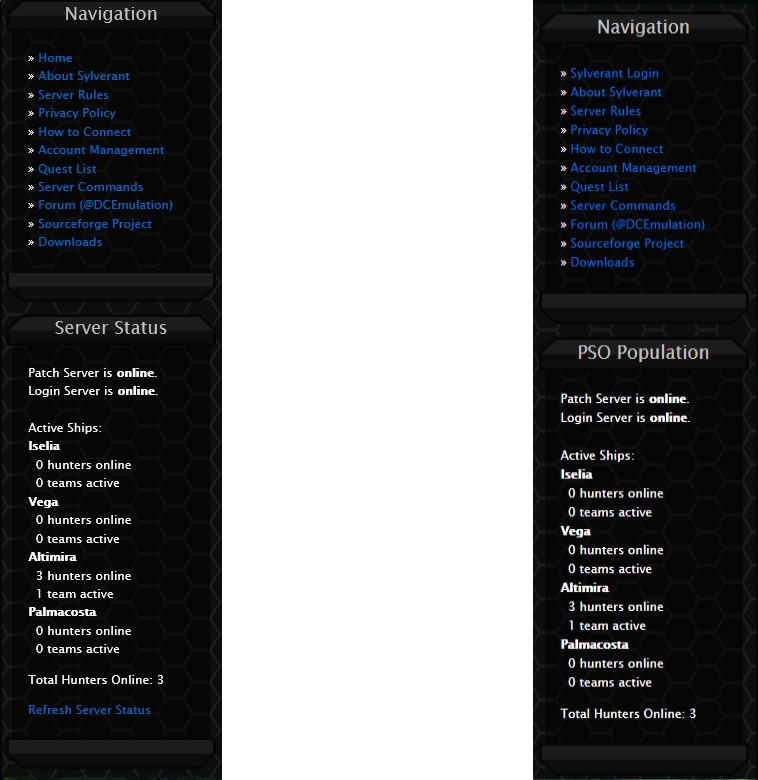 Navigation
» Home
» About Sylverant
» Server Rules
» Privacy Policy
» How to Connect
» Account Management
» Quest List
» Server Commands
» Forum (@DCEmulation)
» Sourceforge Project
» Downloads
Server Status
Patch Server is online.
Login Server is online.
Active Ships:
Iselia
0 hunters online
0 teams active
Vega
0 hunters online
0 teams active
Altimira
3 hunters online
1 team active
Palmacosta
0 hunters online
0 teams active
Total Hunters Online: 3
Refresh Server Status
Navigation
» Sylverant Login
» About Sylverant
» Server Rules
» Privacy Policy
» How to Connect
» Account Management
» Quest List
» Server Commands
» Forum (@DCEmulation)
» Sourceforge Project
» Downloads
PSO Population
Patch Server is online.
Login Server is online.
Active Ships:
Iselia
0 hunters online
0 teams active
Vega
0 hunters online
0 teams active
Altimira
3 hunters online
1 team active
Palmacosta
0 hunters online
0 teams active
Total Hunters Online: 3